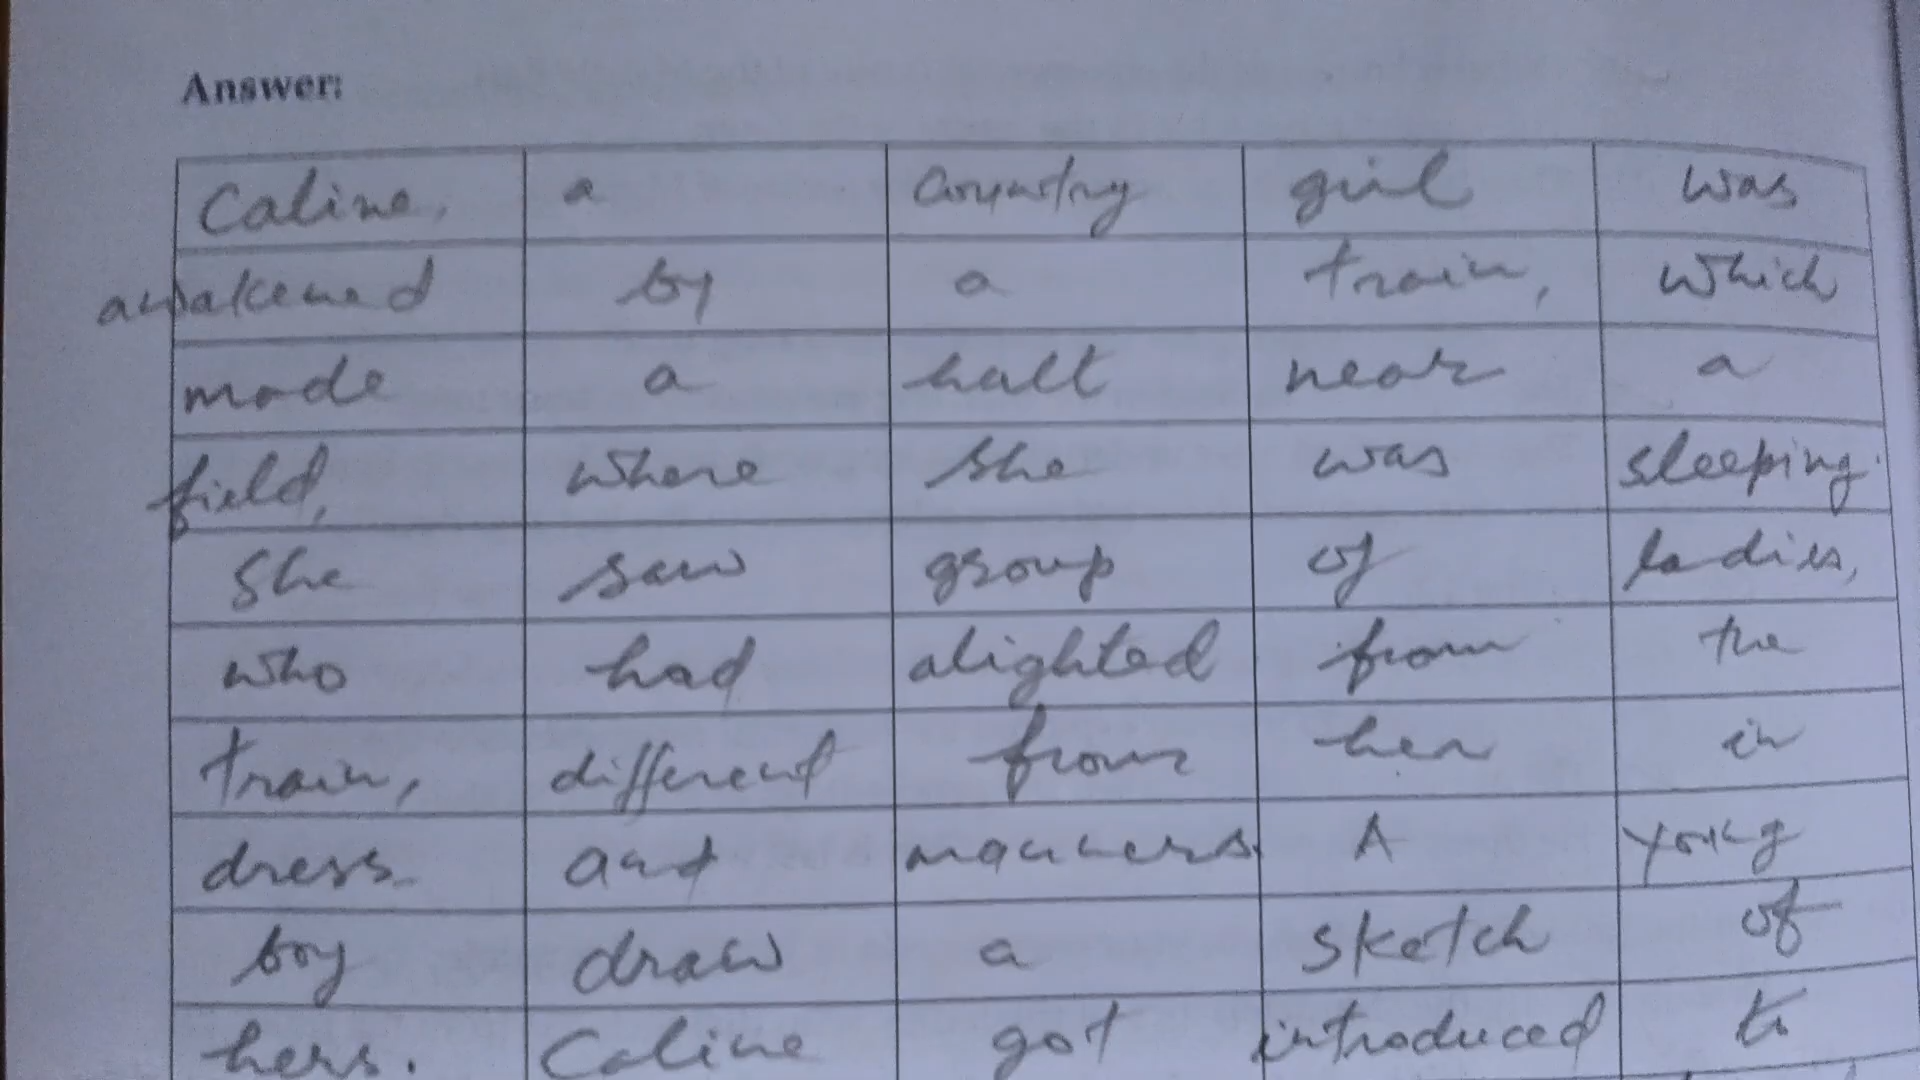 Answer:
Caline, a Country girl was
awakened by a train, which
made a halt near a
field, where she was sleeping.
She saw group of ladies,
who had alighted from the
train, different from her in
dress and manners. A young
boy draw a sketch of
hers. Caline got introduced to